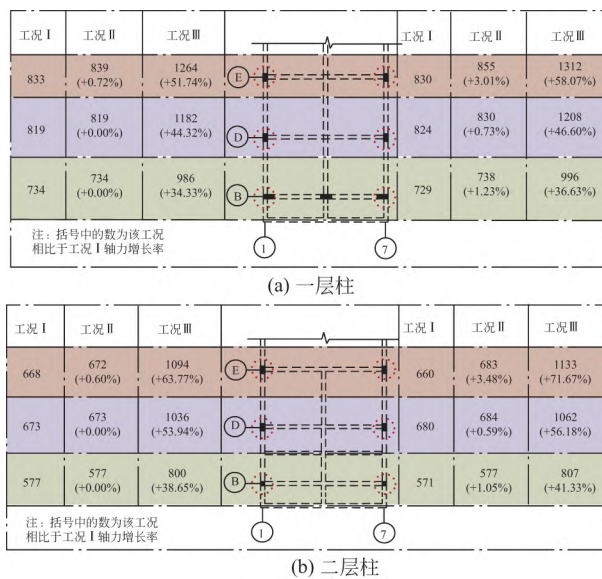 工况Ⅰ 工况Ⅱ 工况Ⅲ 工况Ⅰ 工况Ⅱ 工况Ⅲ
833 839 (+0.72%) 1264 (+51.74%) E 830 855 (+3.01%) 1312 (+58.07%)
819 819 (+0.00%) 1182 (+44.32%) D 824 830 (+0.73%) 1208 (+46.60%)
734 734 (+0.00%) 986 (+34.33%) B 729 738 (+1.23%) 996 (+36.63%)
注：括号中的数为该工况
相比于工况Ⅰ轴力增长率
1 7
(a) 一层柱
工况Ⅰ 工况Ⅱ 工况Ⅲ 工况Ⅰ 工况Ⅱ 工况Ⅲ
668 672 (+0.60%) 1094 (+63.77%) E 660 683 (+3.48%) 1133 (+71.67%)
673 673 (+0.00%) 1036 (+53.94%) D 680 684 (+0.59%) 1062 (+56.18%)
577 577 (+0.00%) 800 (+38.65%) B 571 577 (+1.05%) 807 (+41.33%)
注：括号中的数为该工况
相比于工况Ⅰ轴力增长率
1 7
(b) 二层柱